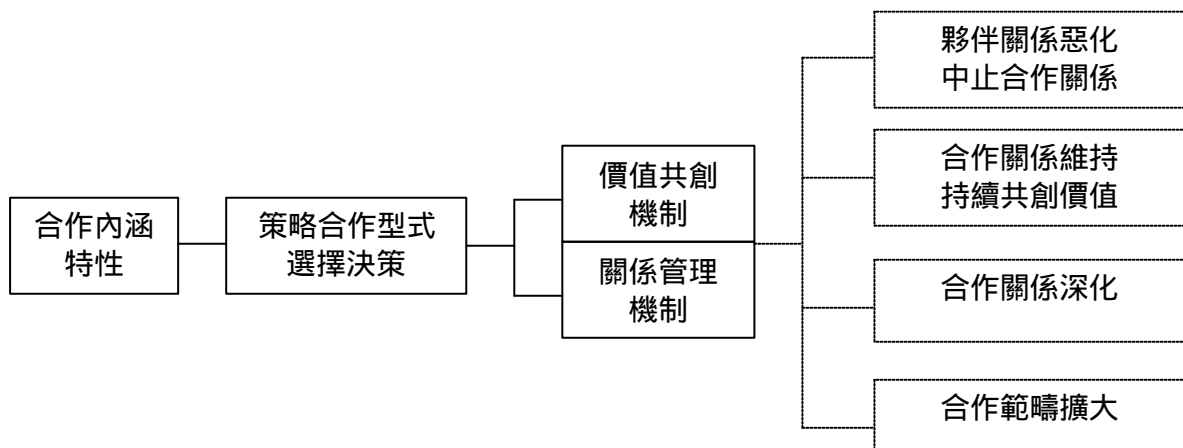 合作內涵
特性
策略合作型式
選擇決策
價值共創
機制
關係管理
機制
夥伴關係惡化
中止合作關係
合作關係維持
持續共創價值
合作關係深化
合作範疇擴大